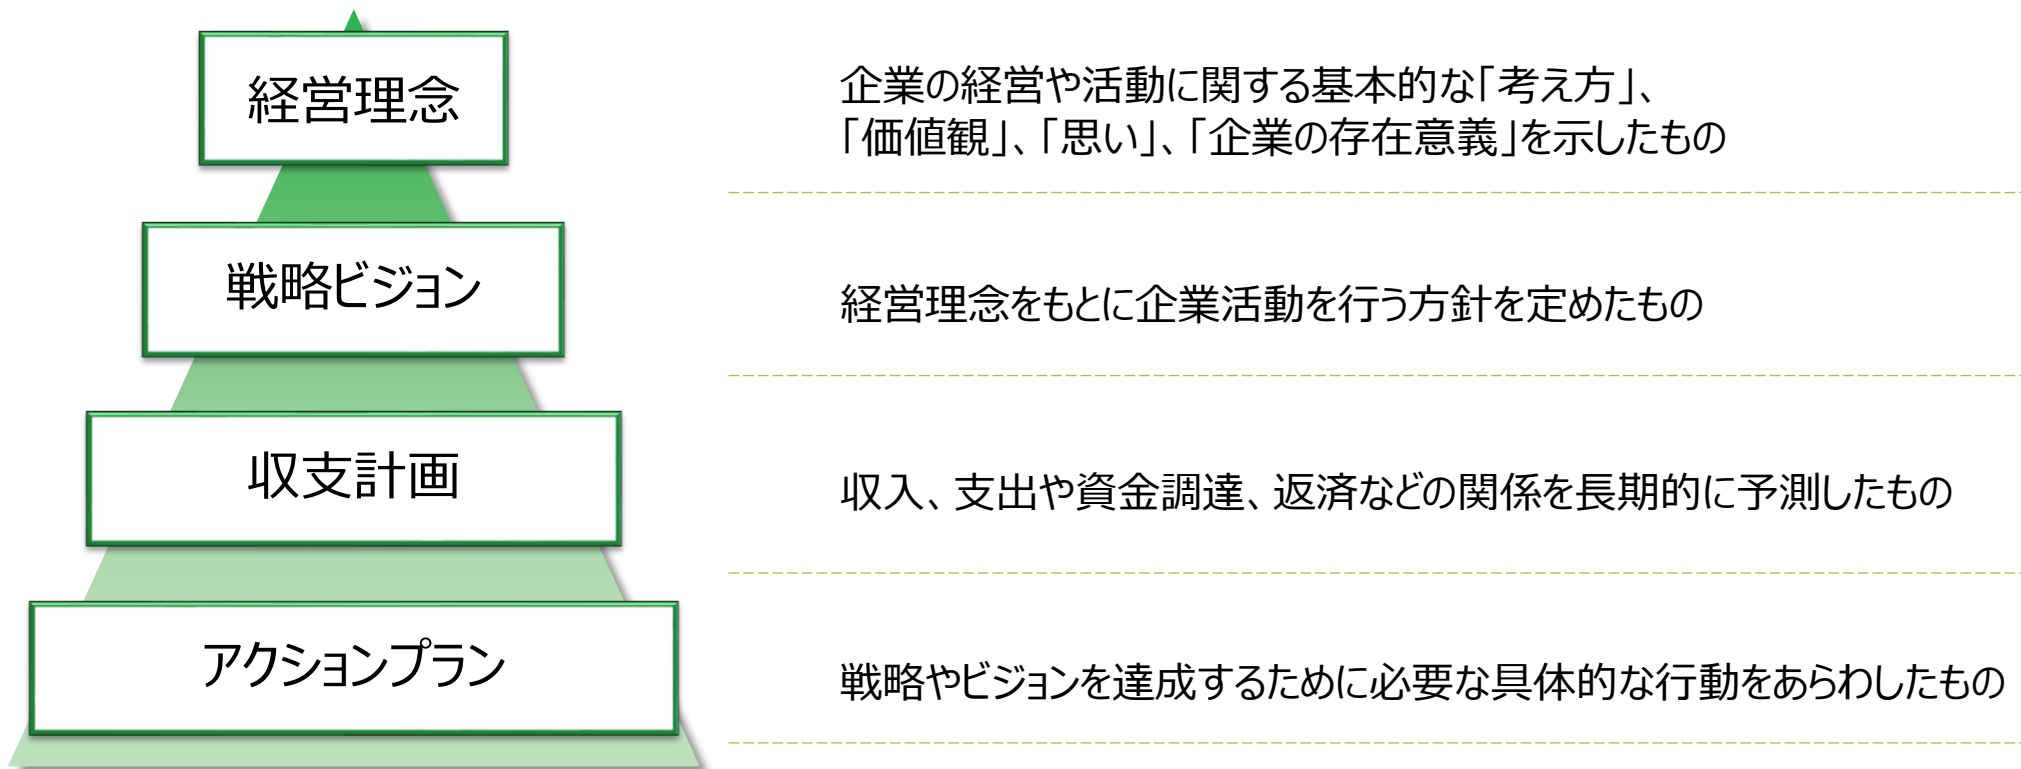 経営理念
企業の経営や活動に関する基本的な「考え方」、
「価値観」、「思い」、「企業の存在意義」を示したもの
戦略ビジョン
経営理念をもとに企業活動を行う方針を定めたもの
収支計画
収入、支出や資金調達、返済などの関係を長期的に予測したもの
アクションプラン
戦略やビジョンを達成するために必要な具体的な行動をあらわしたもの